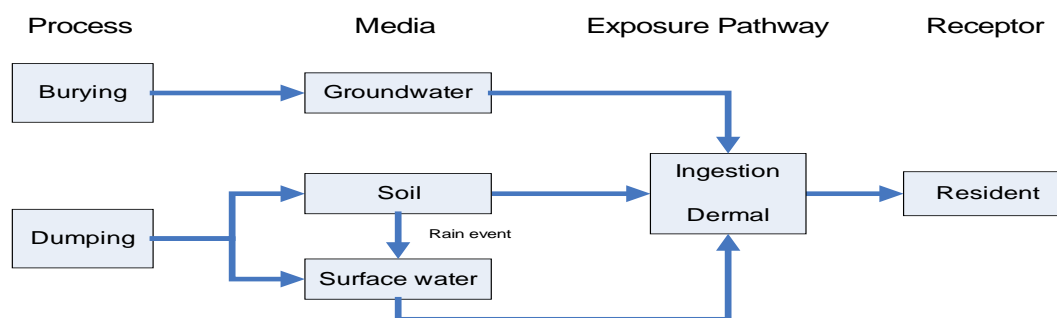 Process Media Exposure Pathway Receptor
Burying
Groundwater
Ingestion
Dermal
Resident
Dumping
Soil
Rain event
Surface water